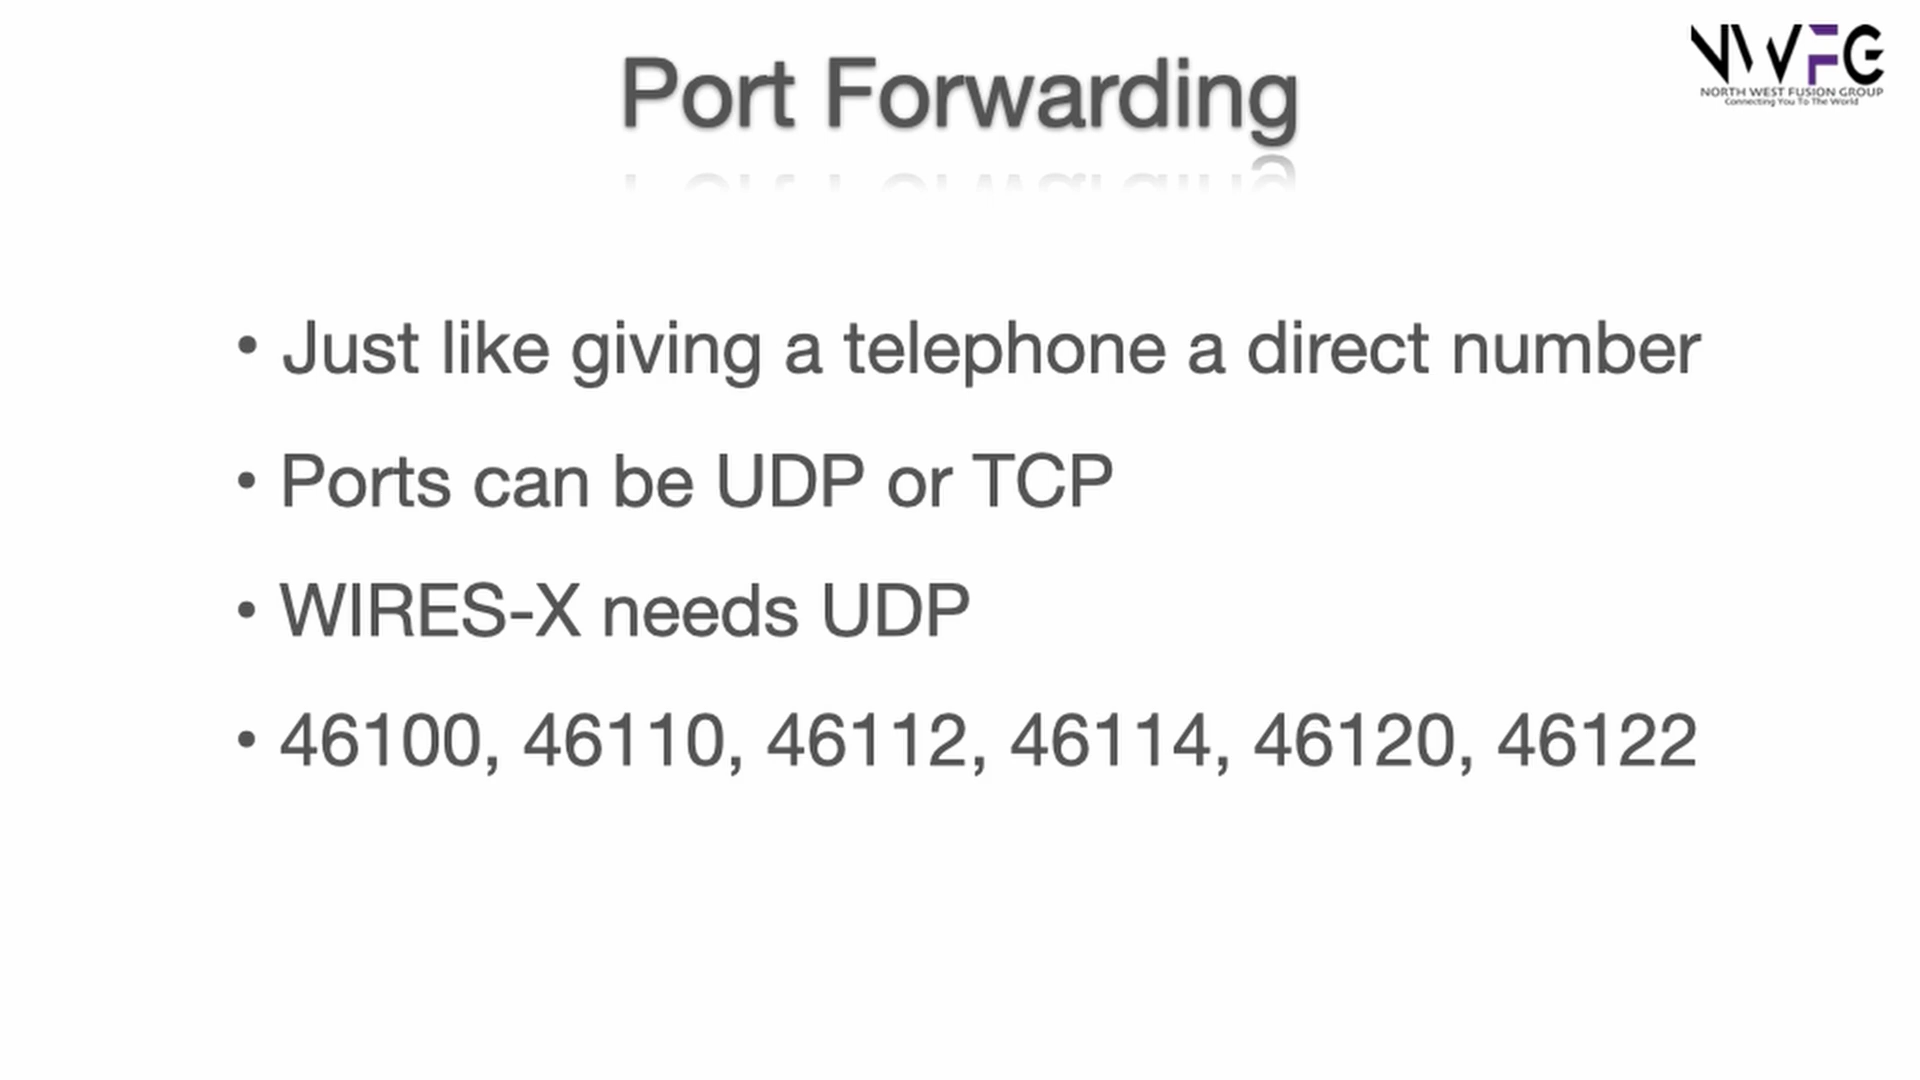 Port Forwarding
NWFG
NORTH WEST FUSION GROUP
Connecting You To The World
• Just like giving a telephone a direct number
• Ports can be UDP or TCP
• WIRES-X needs UDP
• 46100, 46110, 46112, 46114, 46120, 46122